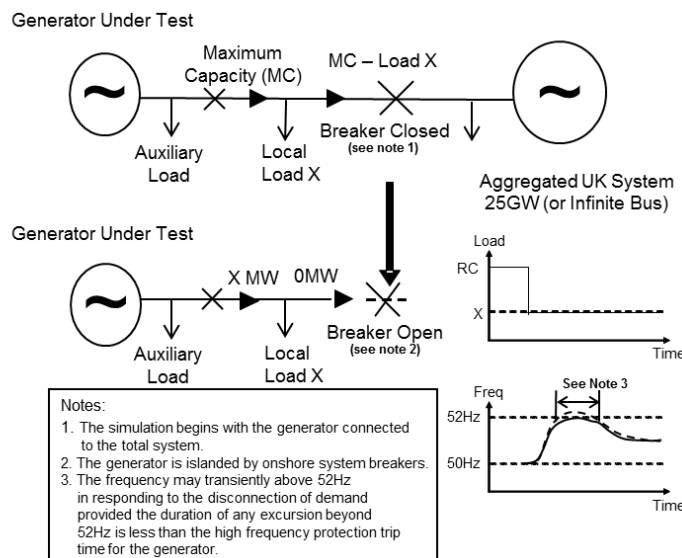 Generator Under Test
Maximum
Capacity (MC)
MC – Load X
Auxiliary
Load
Local
Load X
Breaker Closed
(see note 1)
Aggregated UK System
25GW (or Infinite Bus)
Generator Under Test
X MW
0MW
Auxiliary
Load
Local
Load X
Breaker Open
(see note 2)
Load
RC
X
Time
Freq
See Note 3
52Hz
50Hz
Time
Notes:
1. The simulation begins with the generator connected
to the total system.
2. The generator is islanded by onshore system breakers.
3. The frequency may transiently above 52Hz
in responding to the disconnection of demand
provided the duration of any excursion beyond
52Hz is less than the high frequency protection trip
time for the generator.